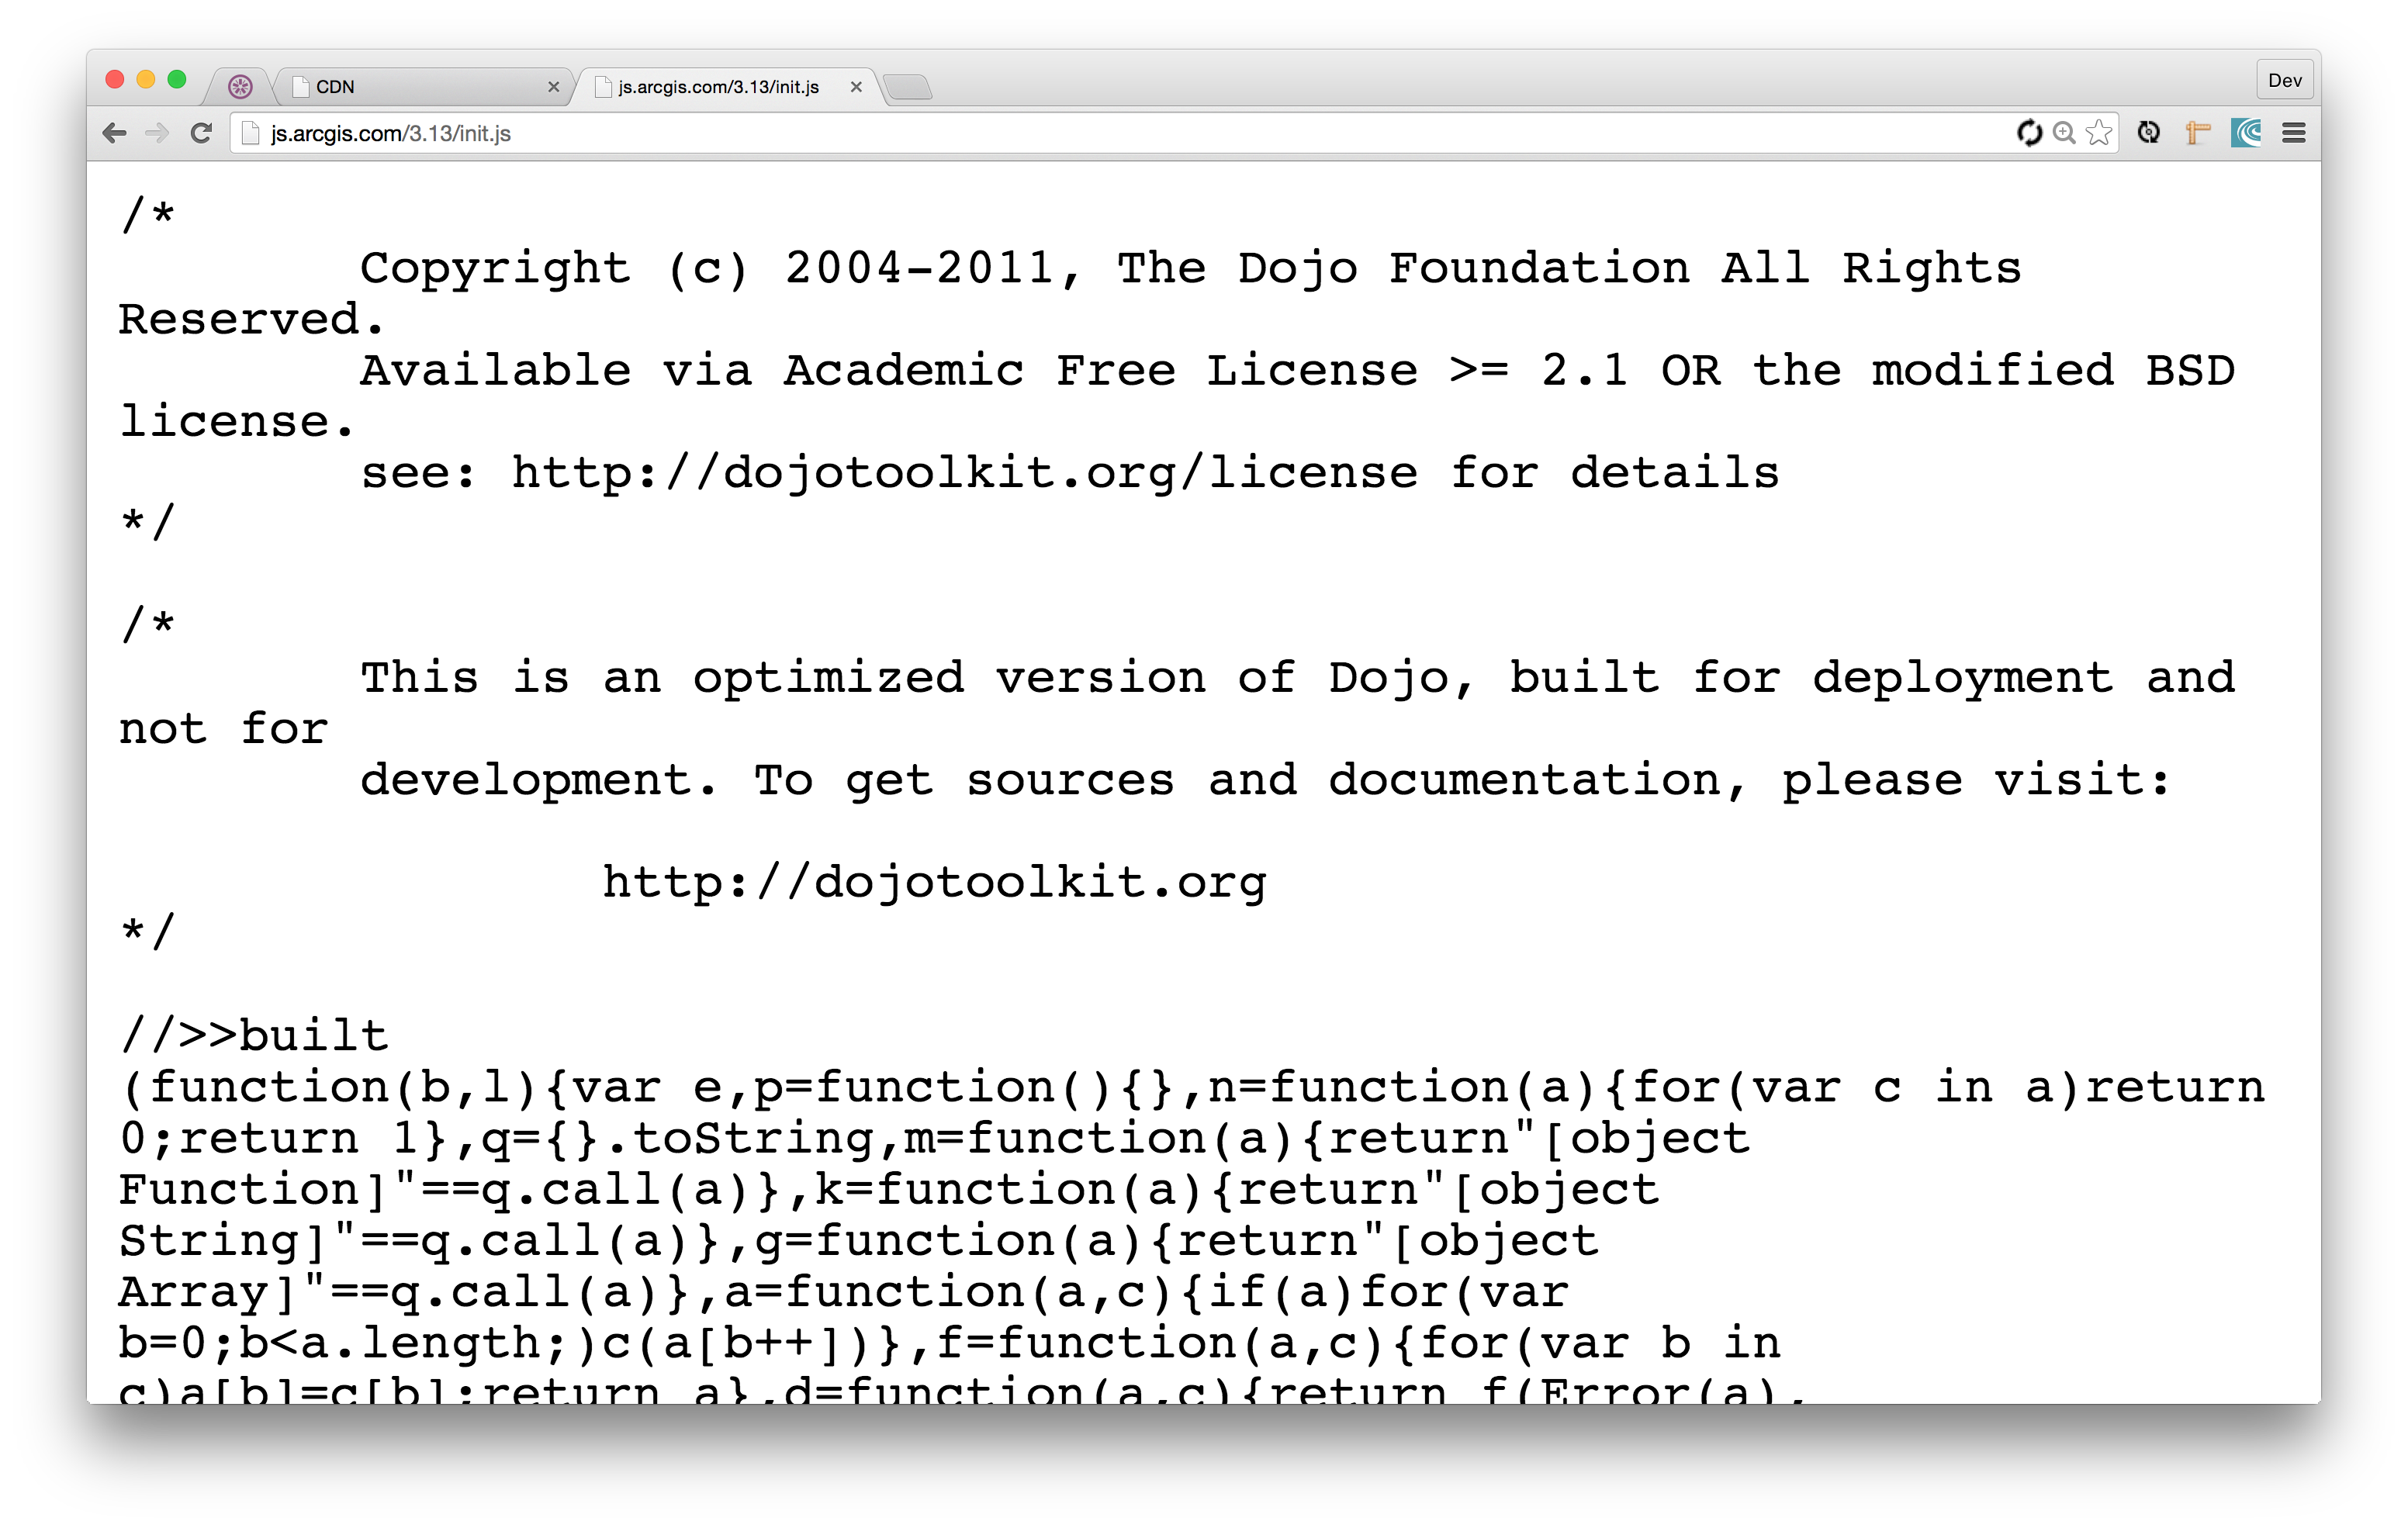 CDN
js.arcgis.com/3.13/init.js
Dev
js.arcgis.com/3.13/init.js
/*
Copyright (c) 2004-2011, The Dojo Foundation All Rights
Reserved.
Available via Academic Free License >= 2.1 OR the modified BSD
license.
see: http://dojotoolkit.org/license for details
*/
/*
This is an optimized version of Dojo, built for deployment and
not for
development. To get sources and documentation, please visit:
http://dojotoolkit.org
*/
//>>built
(function(b,l){var e,p=function(){},n=function(a){for(var c in a)return
0;return 1},q={}.toString,m=function(a){return"[object
Function]"==q.call(a)},k=function(a){return"[object
String]"==q.call(a)},g=function(a){return"[object
Array]"==q.call(a)},a=function(a,c){if(a)for(var
b=0;b<a.length;)c(a[b++])},f=function(a,c){for(var b in
c)a[b]=c[b];return a},d=function(a,c){return f(Error(a),